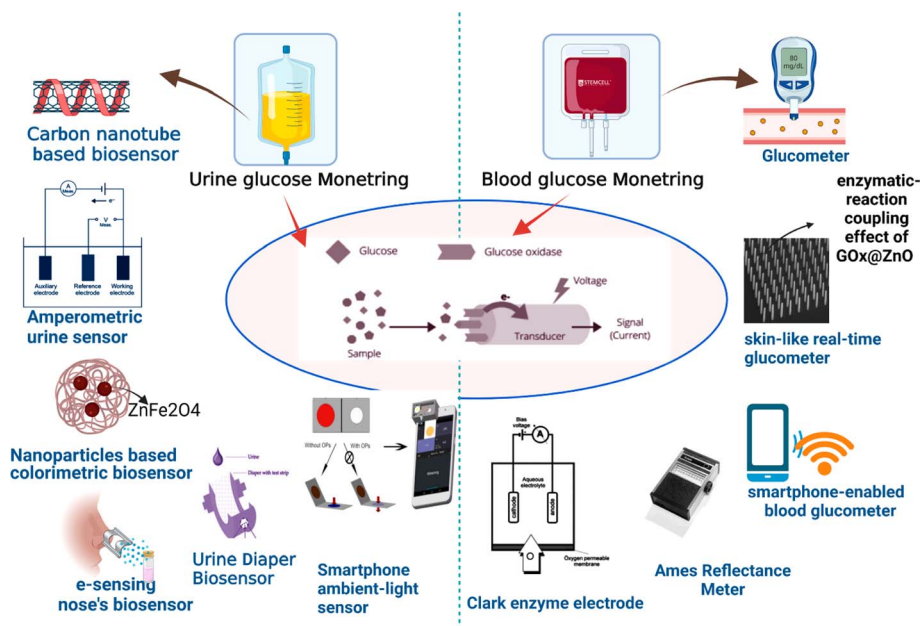 80
mg/dL
STEMCELL
Carbon nanotube
based biosensor
Urine glucose Monetring
Blood glucose Monetring
Glucometer
enzymatic-
reaction
coupling
effect of
GOx@ZnO
A
Meas.
e-
V
Meas.
Auxiliary
electrode
Reference
electrode
Working
electrode
Amperometric
urine sensor
Glucose
Glucose oxidase
Voltage
e-
Sample
Transducer
Signal
(Current)
skin-like real-time
glucometer
ZnFe2O4
Nanoparticles based
colorimetric biosensor
Urine
Diaper with test strip
Without OPs
With OPs
Urine Diaper
Biosensor
e-sensing
nose's biosensor
Smartphone
ambient-light
sensor
Bias
voltage
A
Aqueous
electrolyte
cathode
anode
O
Oxygen permeable
membrane
Clark enzyme electrode
Ames Reflectance
Meter
smartphone-enabled
blood glucometer